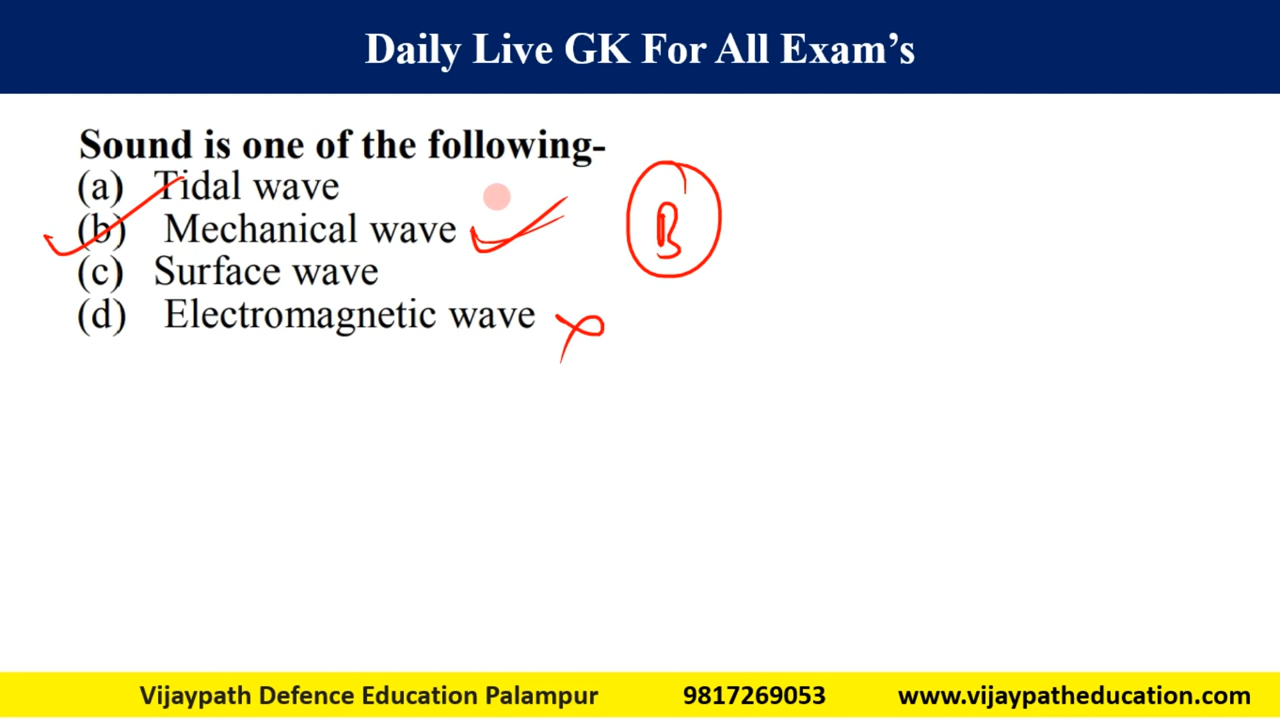 Daily Live GK For All Exam’s
Sound is one of the following-
(a) Tidal wave
(b) Mechanical wave
(c) Surface wave
(d) Electromagnetic wave
B
Vijaypath Defence Education Palampur 9817269053 www.vijaypatheducation.com